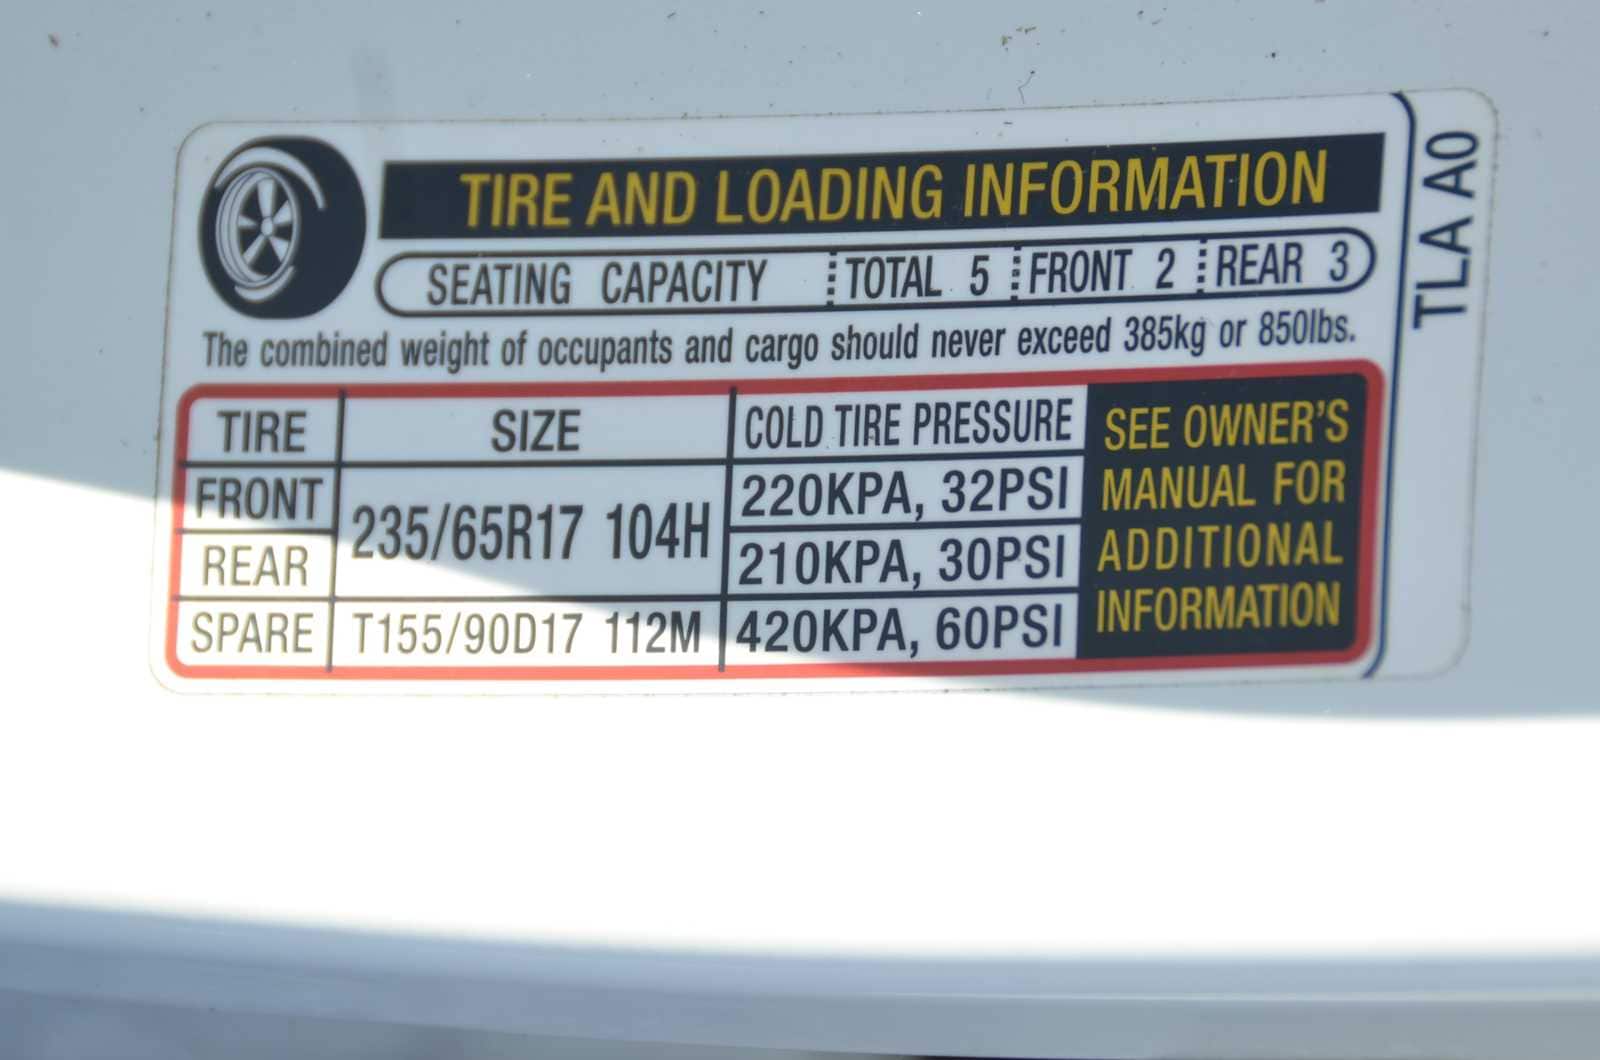 TIRE AND LOADING INFORMATION
SEATING CAPACITY TOTAL 5 FRONT 2 REAR 3
The combined weight of occupants and cargo should never exceed 385kg or 850lbs.
TIRE SIZE COLD TIRE PRESSURE
FRONT 235/65R17 104H 220KPA, 32PSI
REAR 210KPA, 30PSI
SPARE T155/90D17 112M 420KPA, 60PSI
SEE OWNER'S
MANUAL FOR
ADDITIONAL
INFORMATION
TLA A0